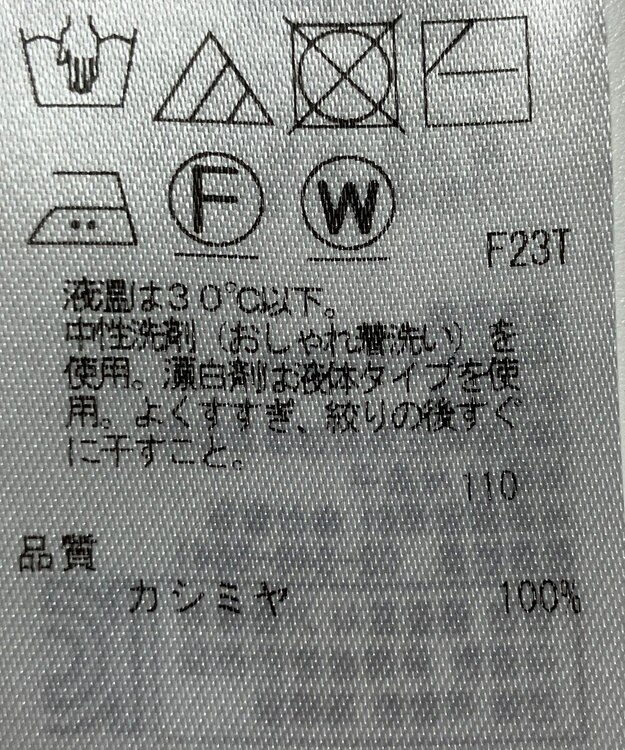 F
W
F23T
液温は30℃以下。
中性洗剤（おしゃれ着洗い）を
使用。漂白剤は液体タイプを使
用。よくすすぎ、絞りの後すぐ
に干すこと。
110
品質
カシミヤ 100%